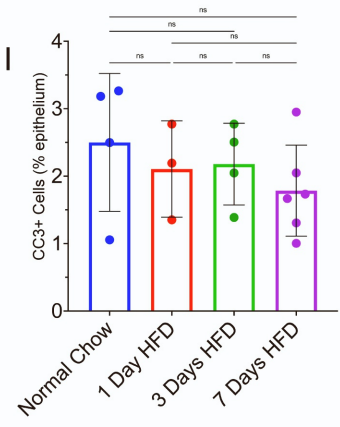 ns
ns
ns
ns
ns
ns
I
4
3
2
1
0
CC3+ Cells (% epithelium)
Normal Chow
1 Day HFD
3 Days HFD
7 Days HFD